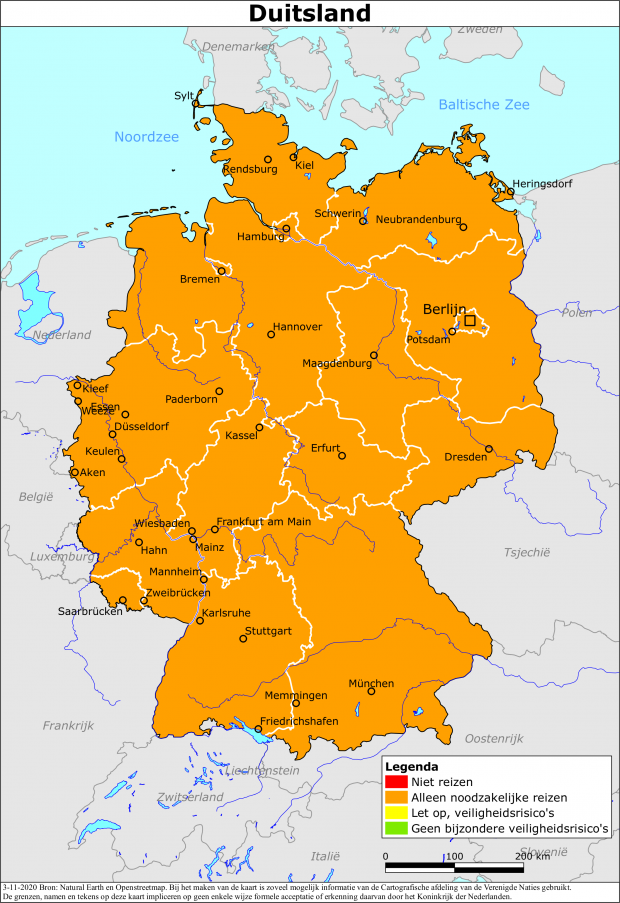 Duitsland
Denemarken
Zweden
Sylt
Baltische Zee
Noordzee
Kiel
Rendsburg
Heringsdorf
Schwerin
Neubrandenburg
Hamburg
Bremen
Berlijn
Polen
Hannover
Nederland
Potsdam
Maagdenburg
Kleef
Paderborn
Essen
Weeze
Düsseldorf
Kassel
Erfurt
Keulen
Dresden
Aken
België
Wiesbaden
Frankfurt am Main
Mainz
Hahn
Tsjechië
Luxemburg
Mannheim
Zweibrücken
Saarbrücken
Karlsruhe
Stuttgart
München
Memmingen
Frankrijk
Friedrichshafen
Oostenrijk
Liechtenstein
Zwitserland
Italië
Slovenië
Legenda
Niet reizen
Alleen noodzakelijke reizen
Let op, veiligheidsrisico's
Geen bijzondere veiligheidsrisico's
0 100 200 km
3-11-2020 Bron: Natural Earth en Openstreetmap. Bij het maken van de kaart is zoveel mogelijk informatie van de Cartografische afdeling van de Verenigde Naties gebruikt.
De grenzen, namen en tekens op deze kaart impliceren op geen enkele wijze formele acceptatie of erkenning daarvan door het Koninkrijk der Nederlanden.